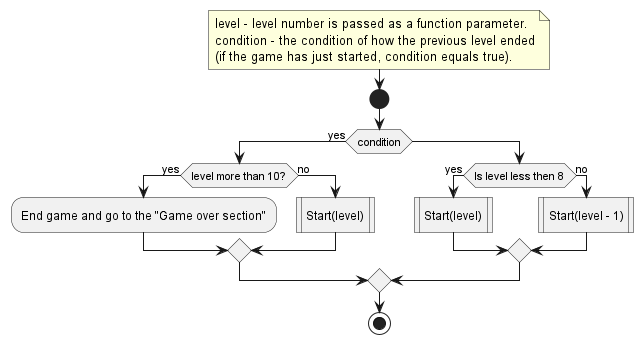 level - level number is passed as a function parameter.
condition - the condition of how the previous level ended
(if the game has just started, condition equals true).
yes
condition
yes
level more than 10?
no
yes
Is level less then 8
no
End game and go to the "Game over section"
Start(level)
Start(level)
Start(level - 1)